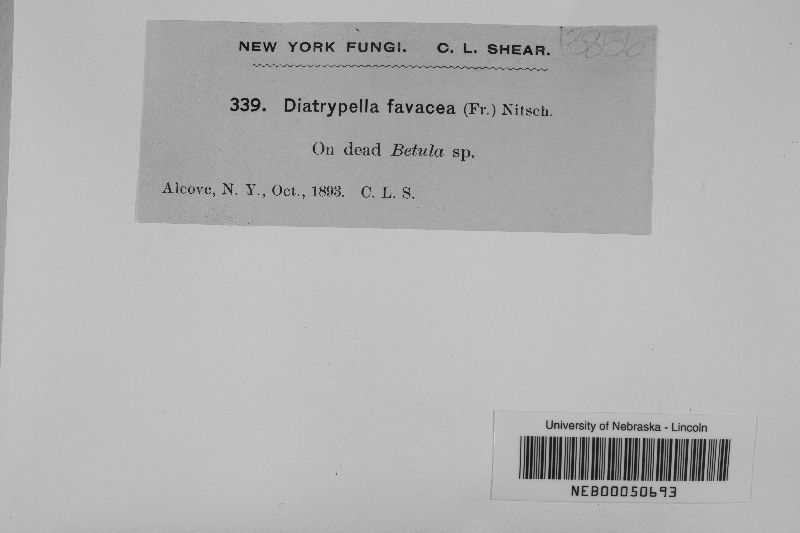 NEW YORK FUNGI. C. L. SHEAR.
339. Diatrypella favacea (Fr.) Nitsch.
On dead Betula sp.
Alcove, N. Y., Oct., 1893. C. L. S.
University of Nebraska - Lincoln
NEB00050693